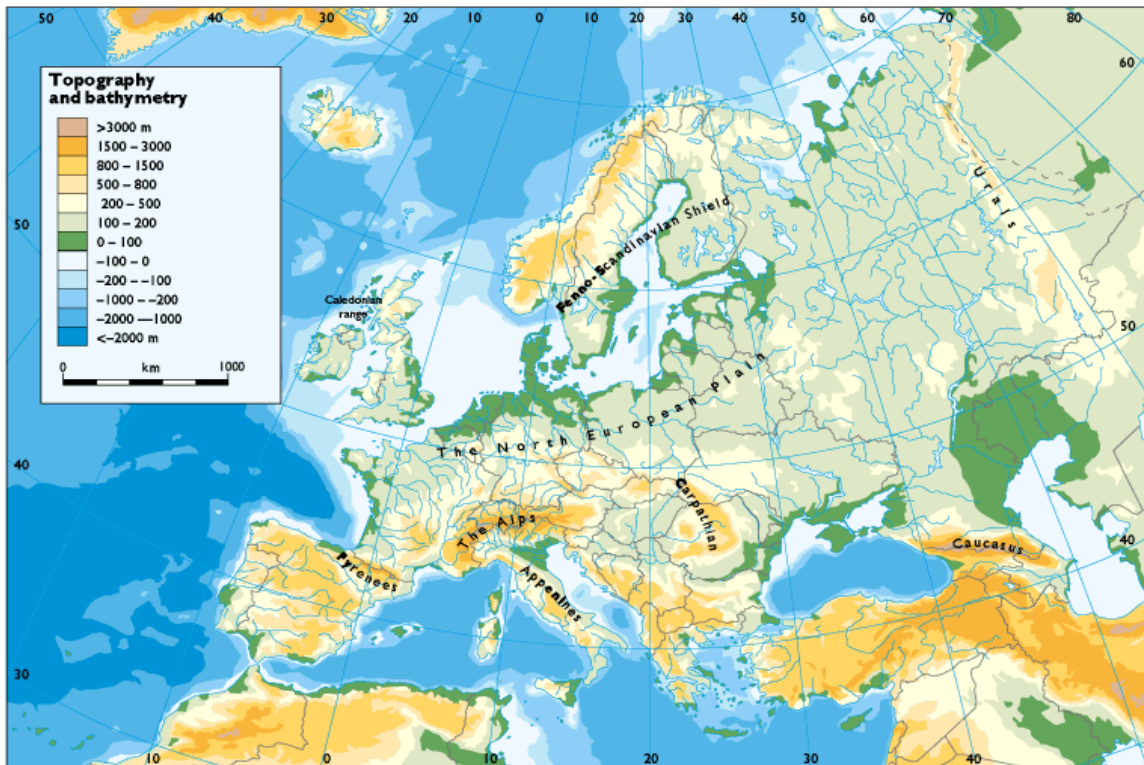 50
40
30
20
10
0
10
20
30
40
50
60
70
80
60
Topography
and bathymetry
>3000 m
1500 – 3000
800 – 1500
500 – 800
200 – 500
100 – 200
0 – 100
–100 – 0
–200 – –100
–1000 – –200
–2000 —1000
<–2000 m
0 km 1000
50
40
30
Urals
Fenno-Scandinavian Shield
Caledonian
range
50
The North European Plain
Carpathian
The Alps
Caucasus
40
Pyrenees
Appenines
10
0
10
20
30
40